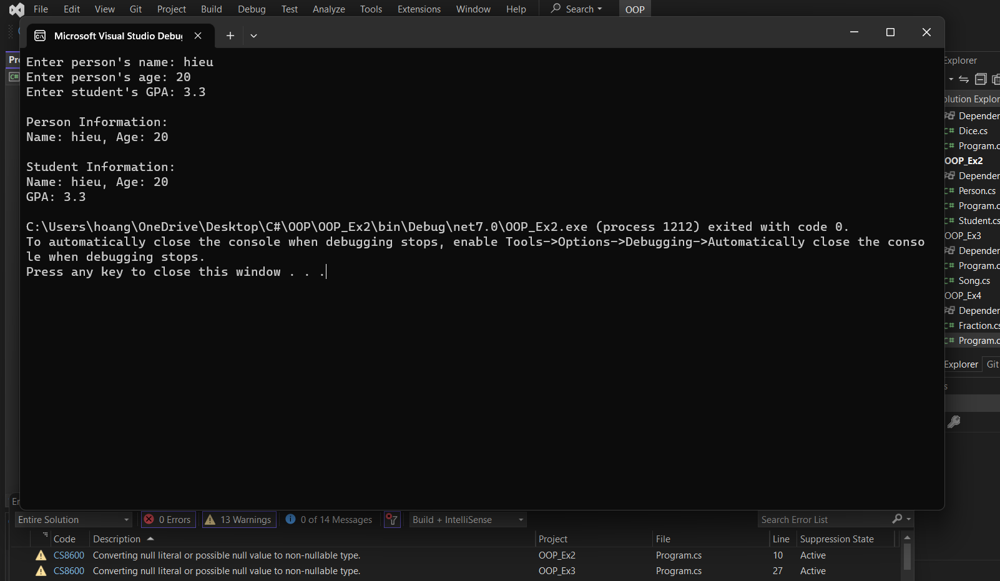 File Edit View Git Project Build Debug Test Analyze Tools Extensions Window Help Search OOP
Microsoft Visual Studio Debug
Enter person's name: hieu
Enter person's age: 20
Enter student's GPA: 3.3
Person Information:
Name: hieu, Age: 20
Student Information:
Name: hieu, Age: 20
GPA: 3.3
C:\Users\hoang\OneDrive\Desktop\C#\OOP\OOP_Ex2\bin\Debug\net7.0\OOP_Ex2.exe (process 1212) exited with code 0.
To automatically close the console when debugging stops, enable Tools->Options->Debugging->Automatically close the conso
le when debugging stops.
Press any key to close this window . . .
Explorer
olution Explor
Dependen
Dice.cs
Program.c
OOP_Ex2
Dependen
Person.cs
Program.c
Student.cs
OOP_Ex3
Dependen
Program.c
Song.cs
OOP_Ex4
Dependen
Fraction.cs
Program.c
Explorer Git
Entire Solution 0 Errors 13 Warnings 0 of 14 Messages Build + IntelliSense Search Error List
Code Description Project File Line Suppression State
CS8600 Converting null literal or possible null value to non-nullable type. OOP_Ex2 Program.cs 10 Active
CS8600 Converting null literal or possible null value to non-nullable type. OOP_Ex3 Program.cs 27 Active